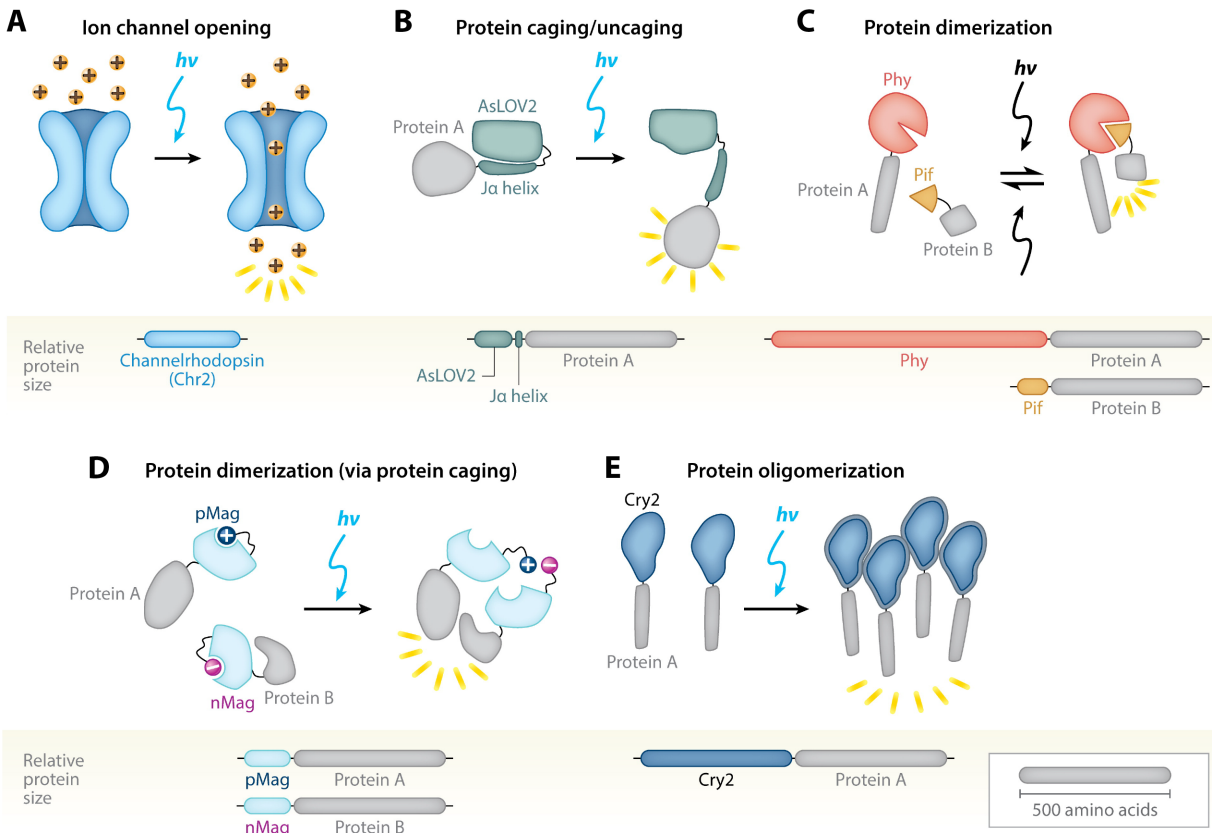 A
Ion channel opening
hν
B
Protein caging/uncaging
hν
AsLOV2
Protein A
Jα helix
C
Protein dimerization
hν
Phy
Pif
Protein A
Protein B
Relative
protein
size
Channelrhodopsin
(Chr2)
AsLOV2
Jα helix
Protein A
Phy
Protein A
Pif
Protein B
D
Protein dimerization (via protein caging)
pMag
hν
Protein A
Protein B
nMag
E
Protein oligomerization
Cry2
hν
Protein A
Relative
protein
size
pMag
Protein A
nMag
Protein B
Cry2
Protein A
500 amino acids